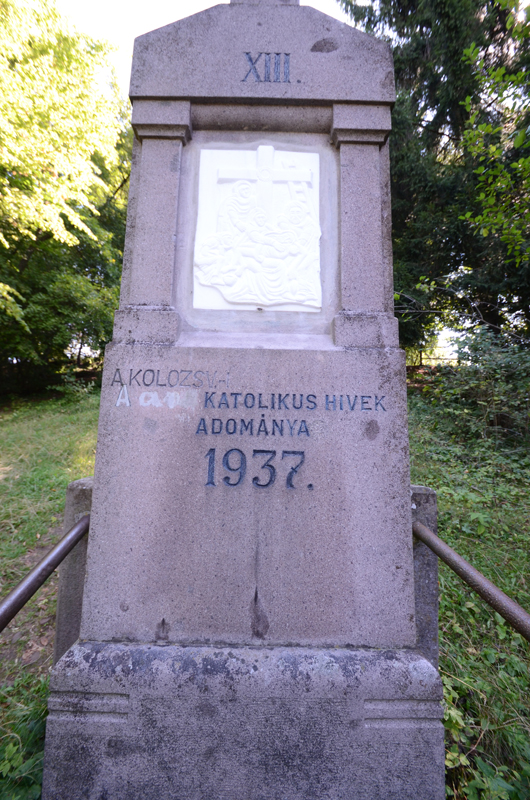 XIII.
A KOLOZSV.
A KATOLIKUS HIVEK
ADOMÁNYA
1937.